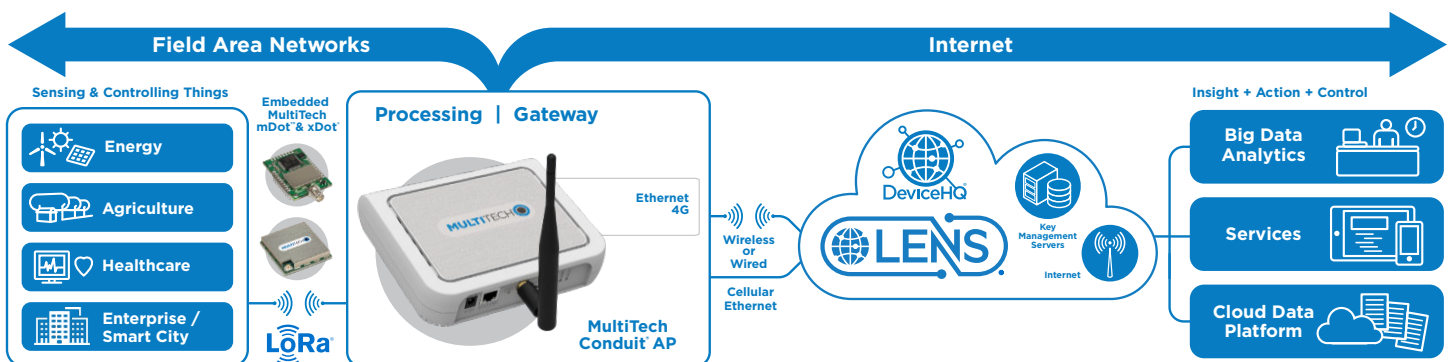 Field Area Networks
Internet
Sensing & Controlling Things
Energy
Agriculture
Healthcare
Enterprise /
Smart City
Embedded
MultiTech
mDot™ & xDot®
MULTITECH
LoRa®
Processing | Gateway
MULTITECH
Ethernet
4G
MultiTech
Conduit® AP
Wireless
or
Wired
Cellular
Ethernet
DeviceHQ®
LENS®
Key
Management
Servers
Internet
Insight + Action + Control
Big Data
Analytics
Services
Cloud Data
Platform